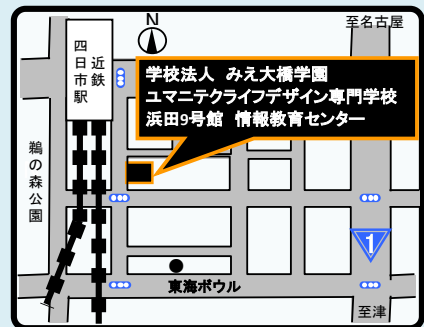 N
至名古屋
近鉄
四日市駅
学校法人 みえ大橋学園
ユマニテクライフデザイン専門学校
浜田9号館 情報教育センター
鵜の森公園
1
東海ボウル
至津